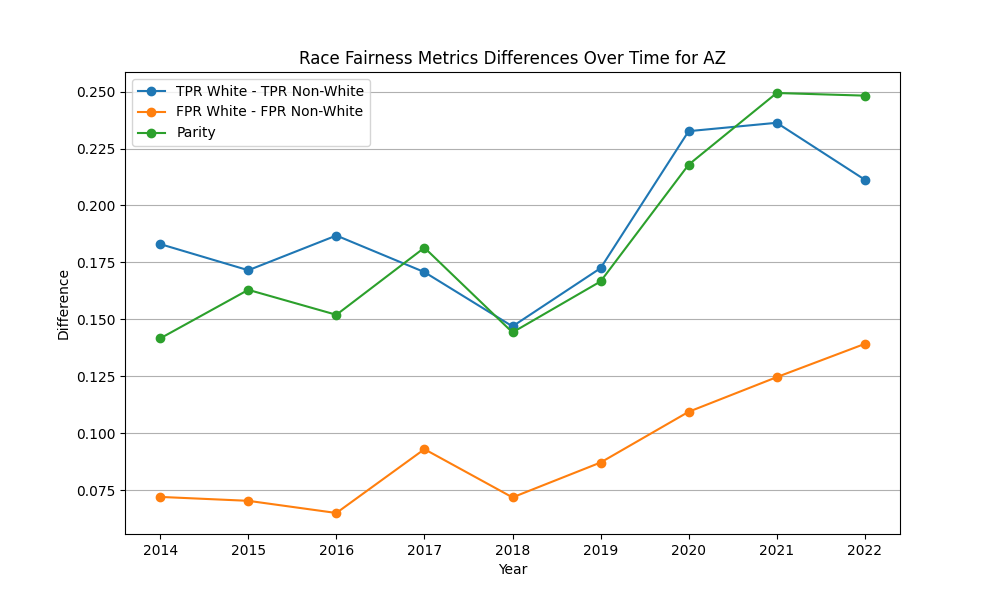 Race Fairness Metrics Differences Over Time for AZ
TPR White - TPR Non-White
FPR White - FPR Non-White
Parity
0.250
0.225
0.200
0.175
0.150
0.125
0.100
0.075
Difference
2014 2015 2016 2017 2018 2019 2020 2021 2022
Year